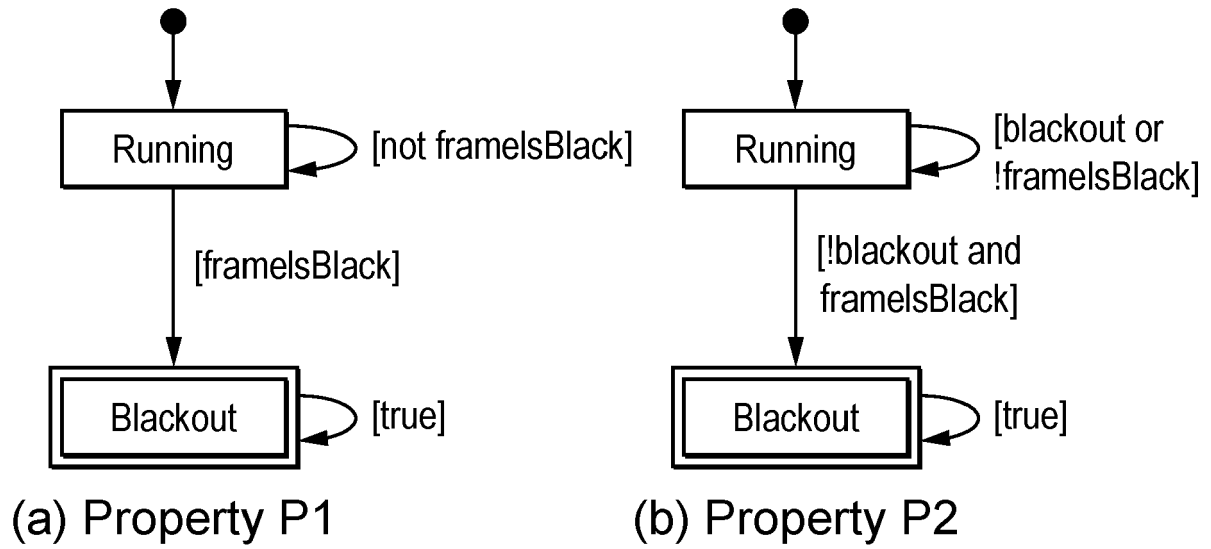 Running
[not frameIsBlack]
[frameIsBlack]
Blackout
[true]
(a) Property P1
Running
[blackout or
!frameIsBlack]
[!blackout and
frameIsBlack]
Blackout
[true]
(b) Property P2